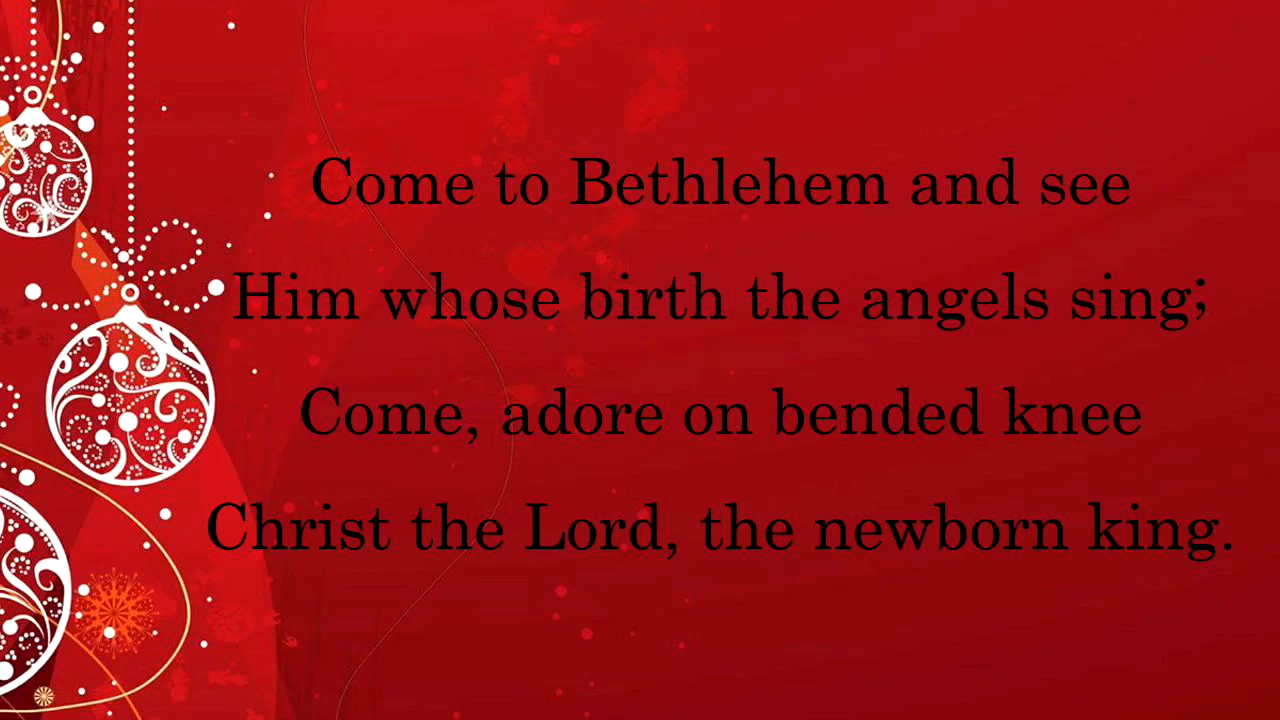 Come to Bethlehem and see
Him whose birth the angels sing;
Come, adore on bended knee
Christ the Lord, the newborn king.